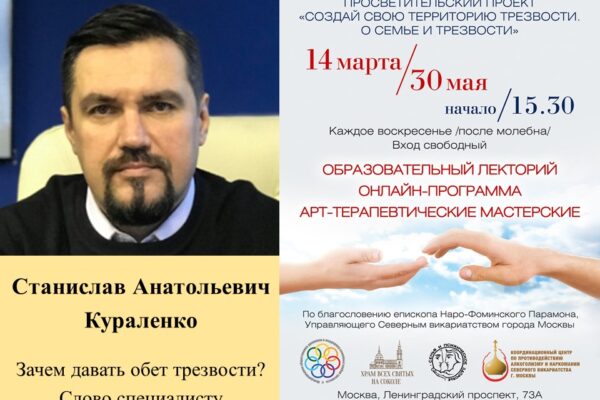 Станислав Анатольевич
Кураленко
Зачем давать обет трезвости?
Слово специалисту
ПРОСВЕТИТЕЛЬСКИЙ ПРОЕКТ
«СОЗДАЙ СВОЮ ТЕРРИТОРИЮ ТРЕЗВОСТИ.
О СЕМЬЕ И ТРЕЗВОСТИ»
14 марта/30 мая
начало/15.30
Каждое воскресенье /после молебна/
Вход свободный
ОБРАЗОВАТЕЛЬНЫЙ ЛЕКТОРИЙ
ОНЛАЙН-ПРОГРАММА
АРТ-ТЕРАПЕВТИЧЕСКИЕ МАСТЕРСКИЕ
По благословению епископа Наро-Фоминского Парамона,
Управляющего Северным викариатством города Москвы
ХРАМ ВСЕХ СВЯТЫХ
НА СОКОЛЕ
КООРДИНАЦИОННЫЙ ЦЕНТР
ПО ПРОТИВОДЕЙСТВИЮ
АЛКОГОЛИЗМУ И НАРКОМАНИИ
СЕВЕРНОГО ВИКАРИАТСТВА
Г. МОСКВЫ
Москва, Ленинградский проспект, 73А